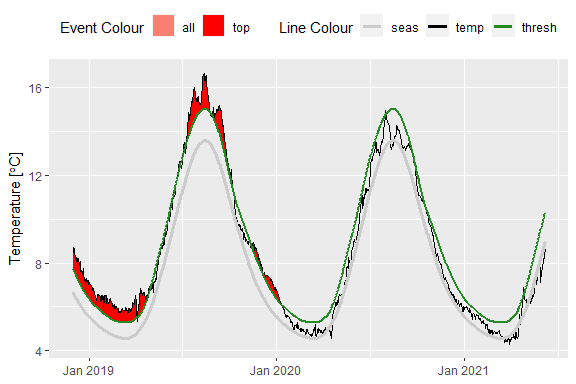 Event Colour all top Line Colour seas temp thresh
Temperature [°C]
16
12
8
4
Jan 2019 Jan 2020 Jan 2021